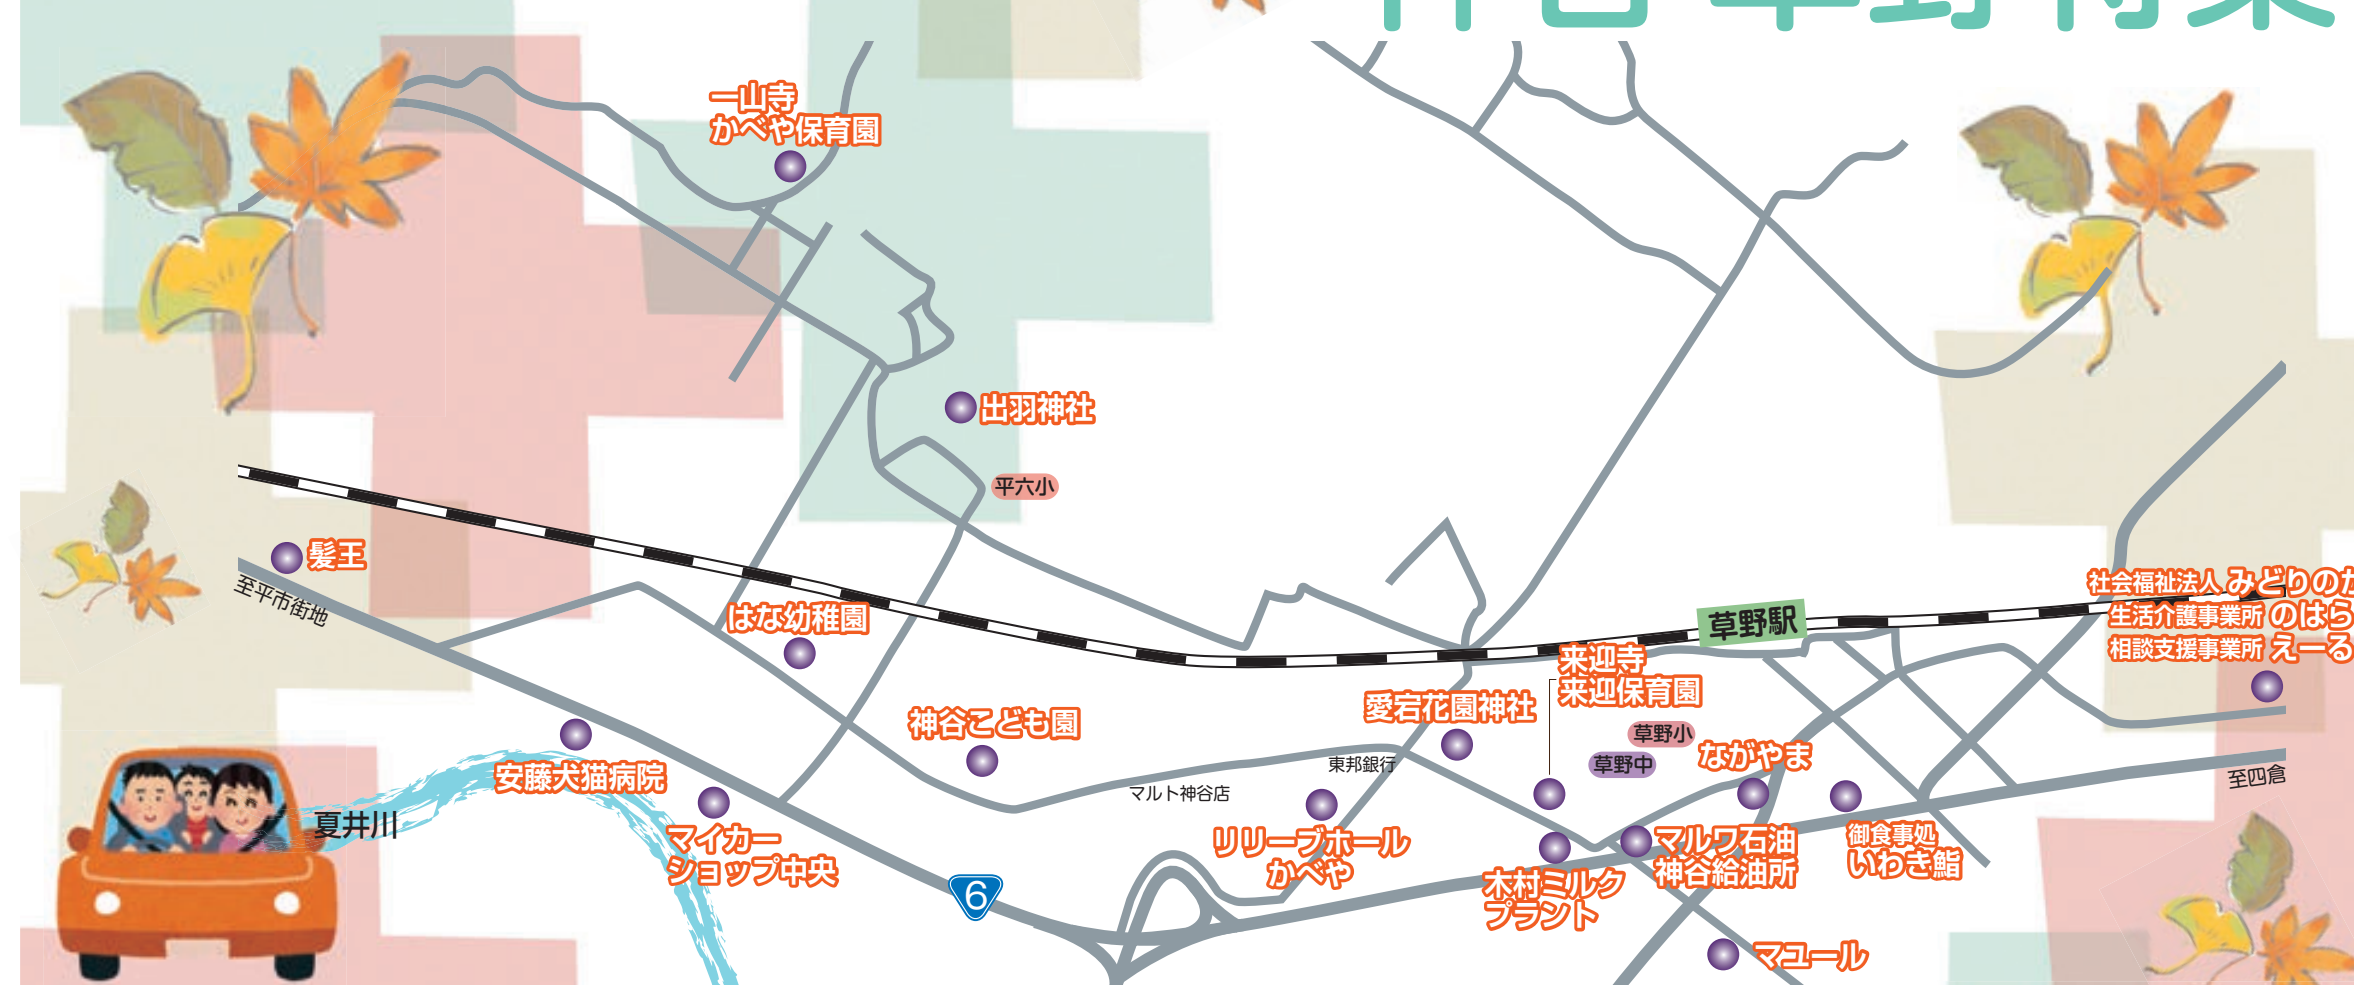 神谷・草野特集
一山寺
かべや保育園
出羽神社
平六小
髪王
至平市街地
はな幼稚園
草野駅
社会福祉法人 みどりの
生活介護事業所 のはら
相談支援事業所 えーる
来迎寺
来迎保育園
愛宕花園神社
神谷こども園
草野小
草野中
ながやま
東邦銀行
マルト神谷店
安藤犬猫病院
至四倉
夏井川
マイカー
ショップ中央
リリーブホール
かべや
マルワ石油
神谷給油所
御食事処
いわき鮨
木村ミルク
プラント
6
マユール